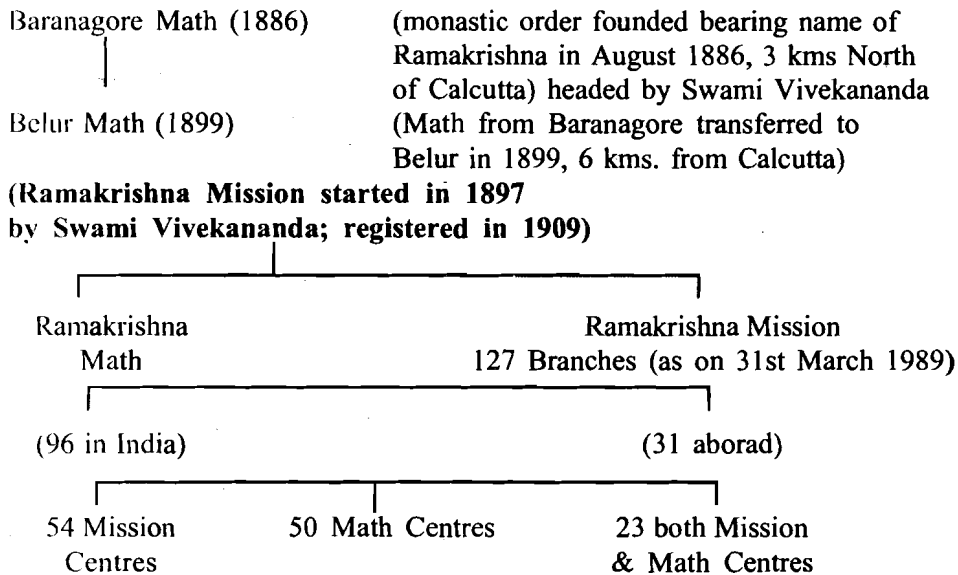 Baranagore Math (1886) (monastic order founded bearing name of
Ramakrishna in August 1886, 3 kms North
of Calcutta) headed by Swami Vivekananda
Belur Math (1899) (Math from Baranagore transferred to
Belur in 1899, 6 kms. from Calcutta)
(Ramakrishna Mission started in 1897
by Swami Vivekananda; registered in 1909)
Ramakrishna Ramakrishna Mission
Math 127 Branches (as on 31st March 1989)
(96 in India) (31 aborad)
54 Mission 50 Math Centres 23 both Mission
Centres & Math Centres